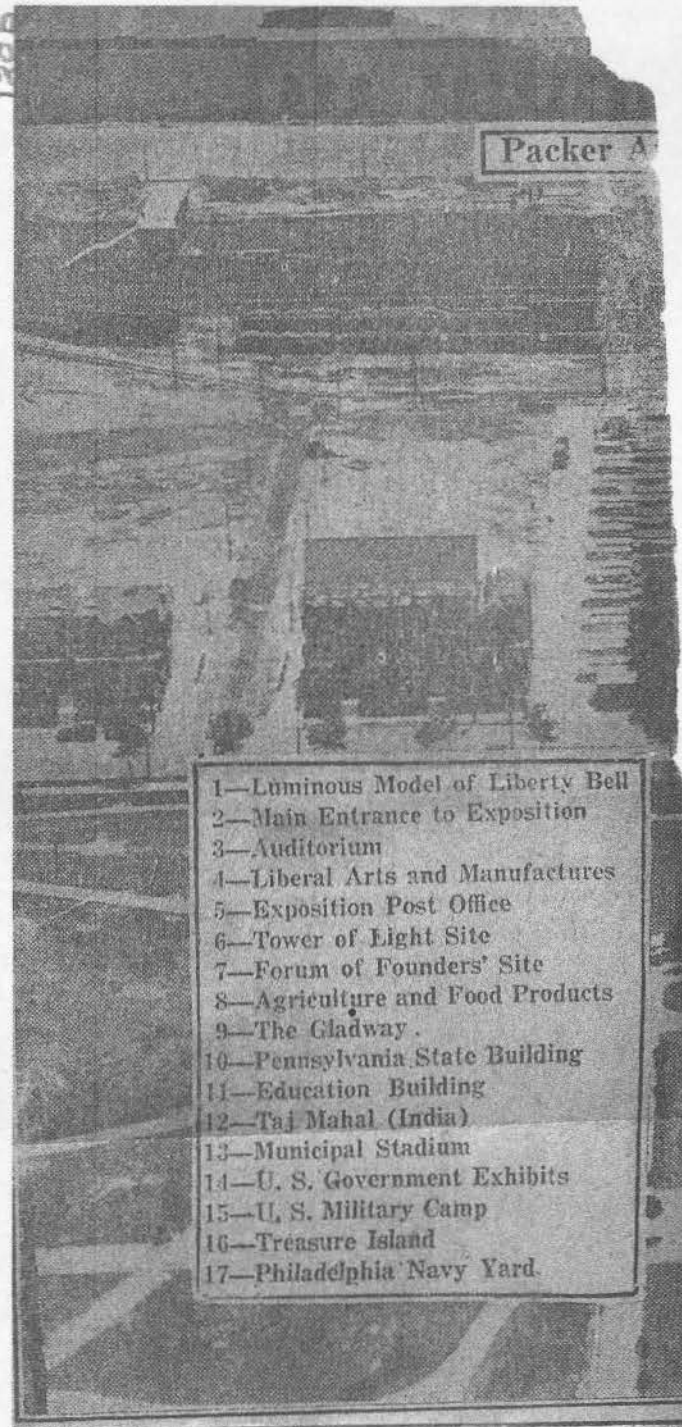 Packer A
1—Luminous Model of Liberty Bell
2—Main Entrance to Exposition
3—Auditorium
4—Liberal Arts and Manufactures
5—Exposition Post Office
6—Tower of Light Site
7—Forum of Founders' Site
8—Agriculture and Food Products
9—The Gladway.
10—Pennsylvania State Building
11—Education Building
12—Taj Mahal (India)
13—Municipal Stadium
14—U. S. Government Exhibits
15—U. S. Military Camp
16—Treasure Island
17—Philadelphia Navy Yard